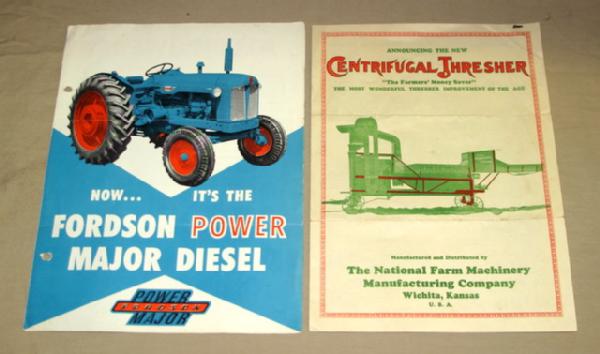 NOW... IT'S THE
FORDSON POWER
MAJOR DIESEL
POWER
FORDSON
MAJOR
ANNOUNCING THE NEW
CENTRIFUGAL THRESHER
"The Farmers' Money Saver"
THE MOST WONDERFUL THRESHER IMPROVEMENT OF THE AGE
Manufactured and Distributed by
The National Farm Machinery
Manufacturing Company
Wichita, Kansas
U. S. A.